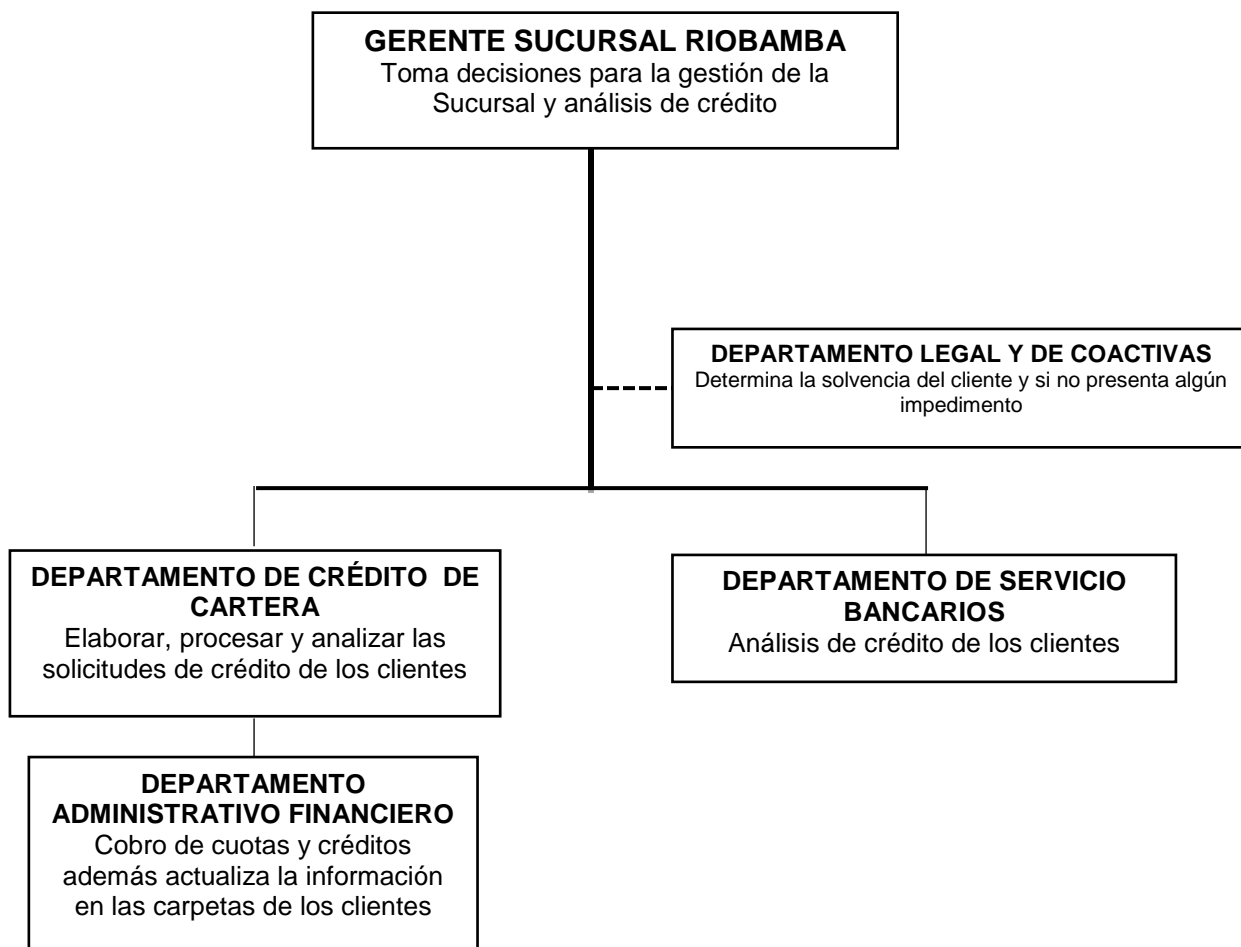 GERENTE SUCURSAL RIOBAMBA
Toma decisiones para la gestión de la
Sucursal y análisis de crédito
DEPARTAMENTO LEGAL Y DE COACTIVAS
Determina la solvencia del cliente y si no presenta algún
impedimento
DEPARTAMENTO DE CRÉDITO  DE
CARTERA
Elaborar, procesar y analizar las
solicitudes de crédito de los clientes
DEPARTAMENTO DE SERVICIO
BANCARIOS
Análisis de crédito de los clientes
DEPARTAMENTO
ADMINISTRATIVO FINANCIERO
Cobro de cuotas y créditos
además actualiza la información
en las carpetas de los clientes